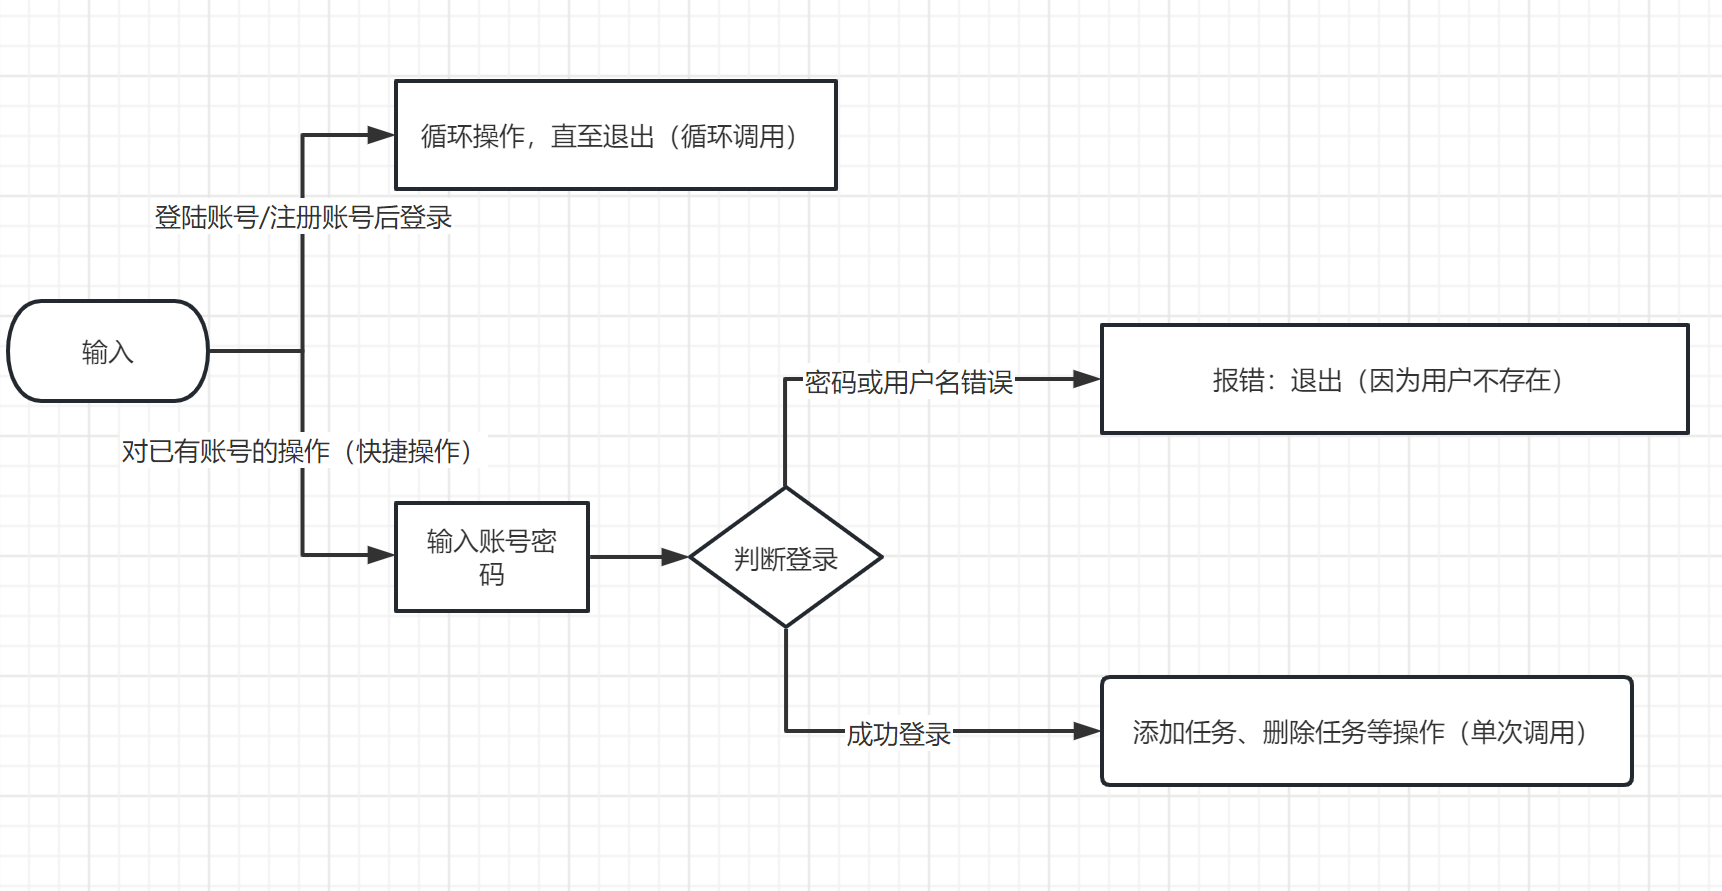 循环操作，直至退出（循环调用）
登陆账号/注册账号后登录
输入
密码或用户名错误
报错：退出（因为用户不存在）
对已有账号的操作（快捷操作）
输入账号密
码
判断登录
成功登录
添加任务、删除任务等操作（单次调用）